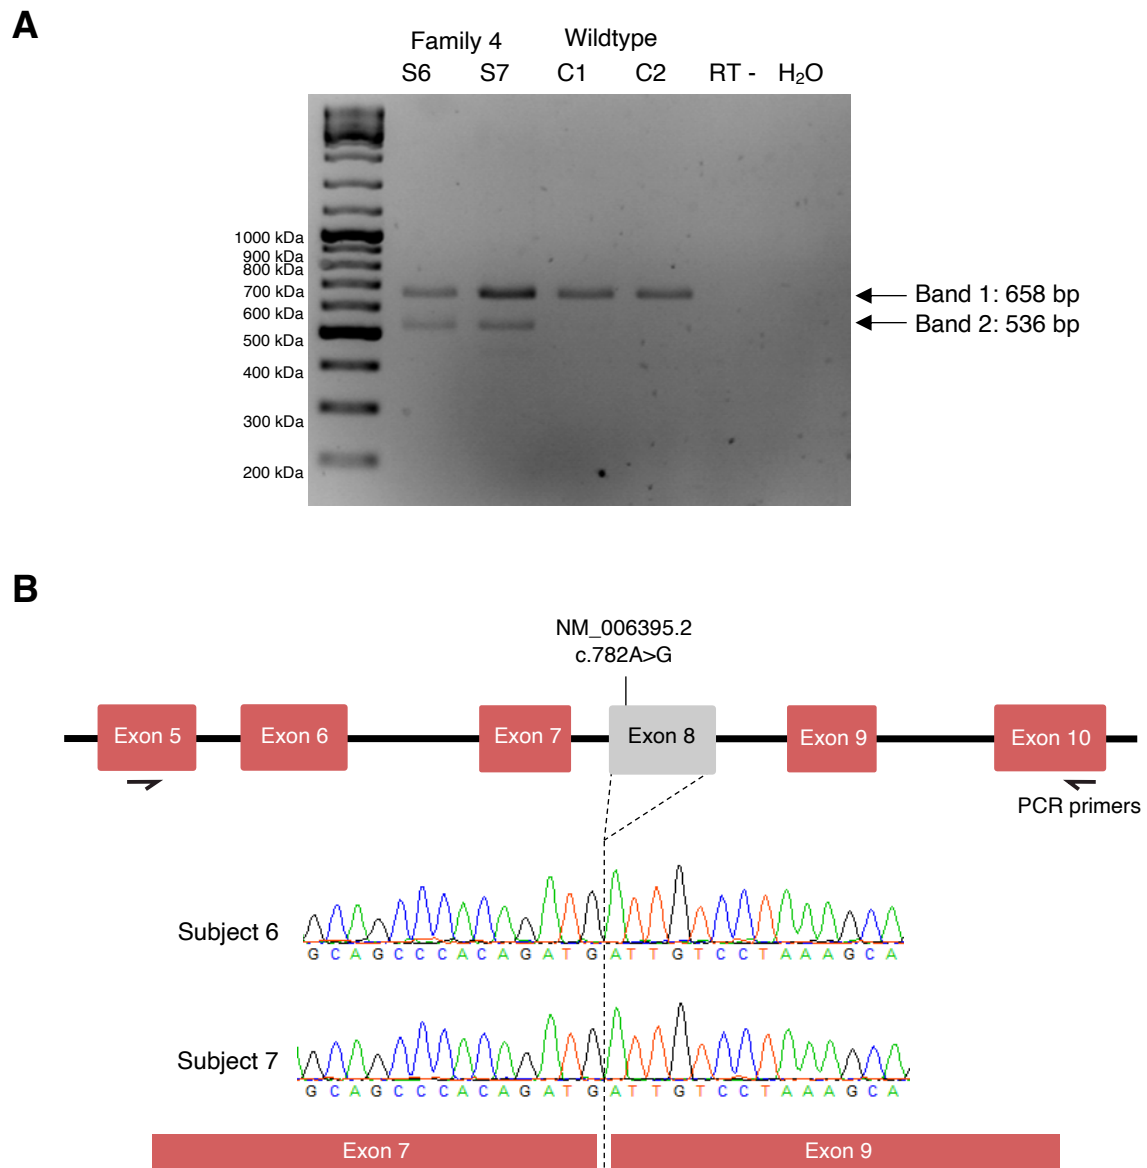 A
Family 4
Wildtype
S6 S7 C1 C2 RT - H₂O
1000 kDa
900 kDa
800 kDa
700 kDa
600 kDa
500 kDa
400 kDa
300 kDa
200 kDa
Band 1: 658 bp
Band 2: 536 bp
B
NM_006395.2
c.782A>G
Exon 5 Exon 6 Exon 7 Exon 8 Exon 9 Exon 10
PCR primers
Subject 6
G C A G C C C A C A G A T G A T T G T C C T A A A G C A
Subject 7
G C A G C C C A C A G A T G A T T G T C C T A A A G C A
Exon 7 Exon 9